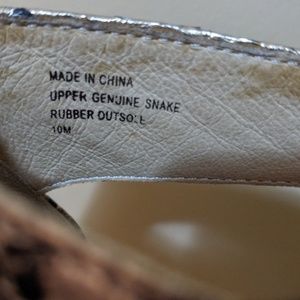 MADE IN CHINA
UPPER GENUINE SNAKE
RUBBER OUTSOLE
10M